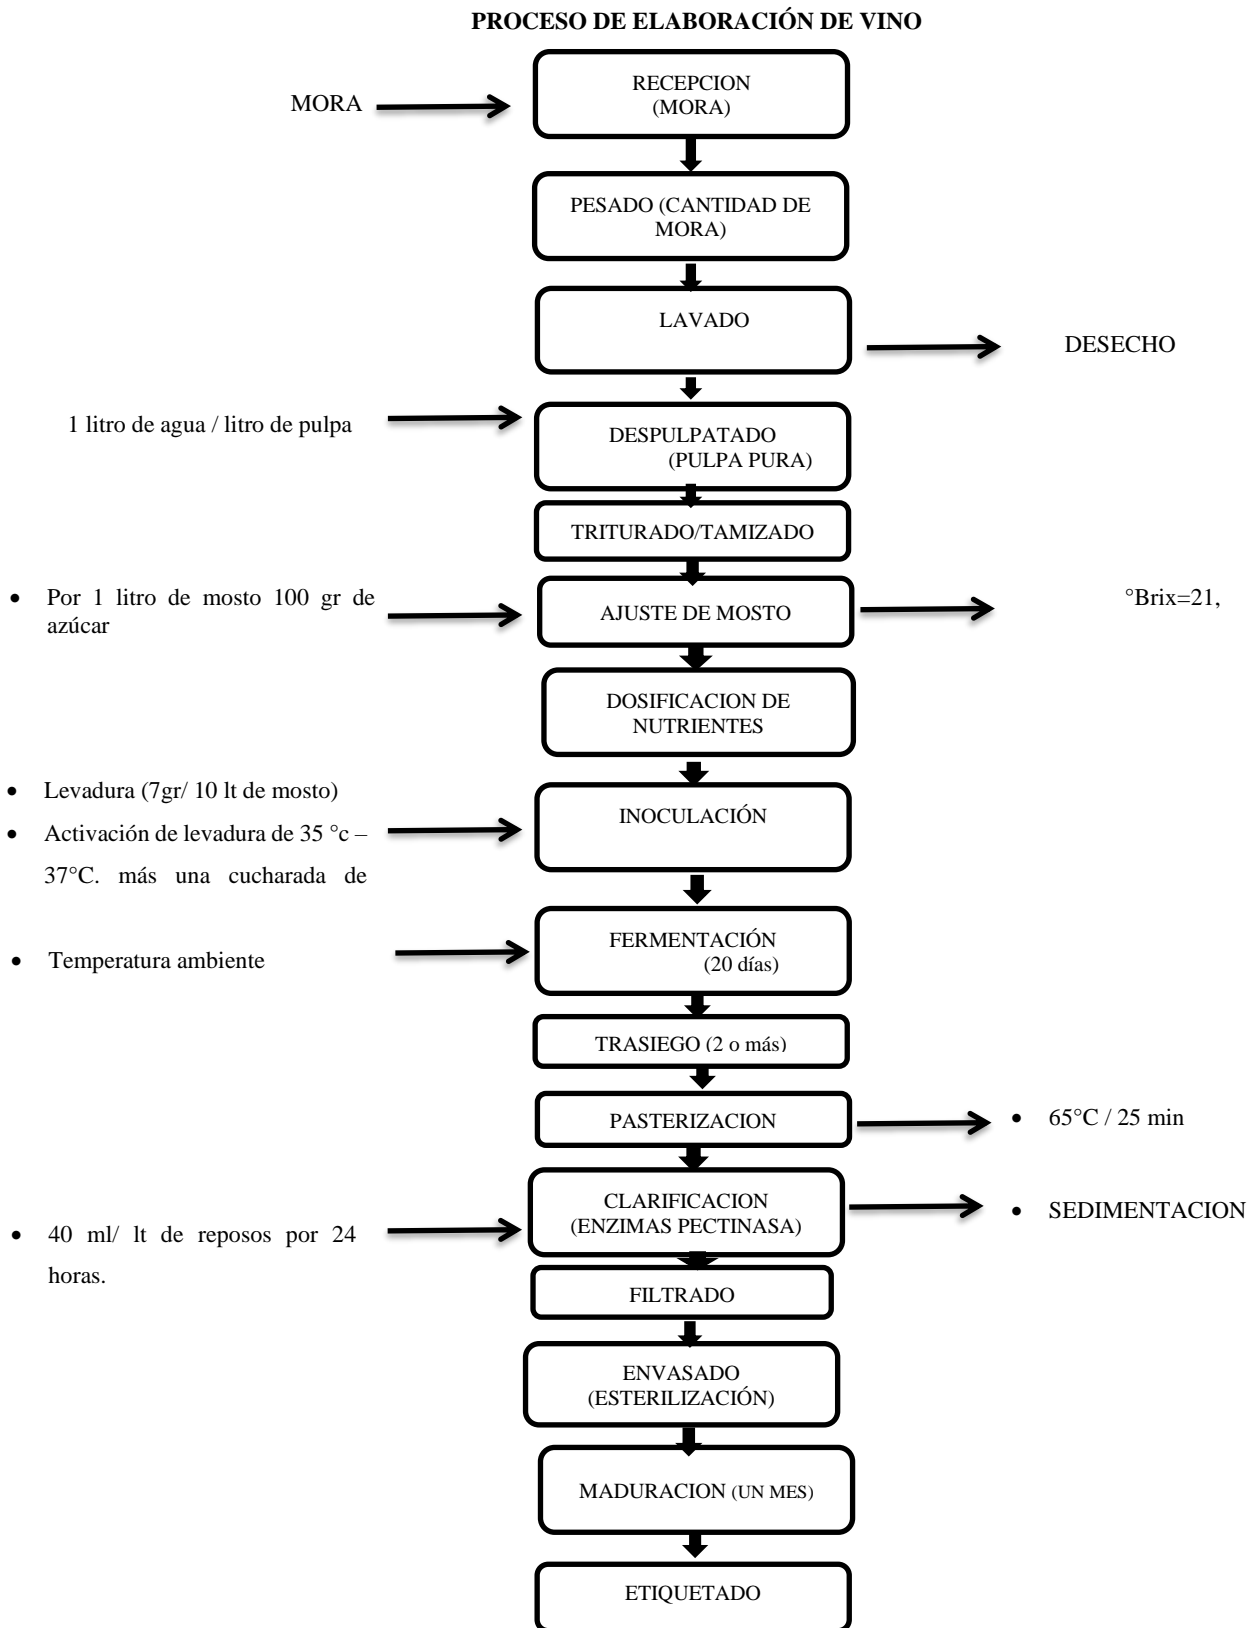 PROCESO DE ELABORACIÓN DE VINO
RECEPCION
(MORA)
MORA
PESADO (CANTIDAD DE
MORA)
LAVADO
DESECHO
1 litro de agua / litro de pulpa
DESPULPATADO
(PULPA PURA)
TRITURADO/TAMIZADO
• Por 1 litro de mosto 100 gr de
azúcar
AJUSTE DE MOSTO
°Brix=21,
DOSIFICACION DE
NUTRIENTES
• Levadura (7gr/ 10 lt de mosto)
• Activación de levadura de 35 °c –
37°C. más una cucharada de
INOCULACIÓN
• Temperatura ambiente
FERMENTACIÓN
(20 días)
TRASIEGO (2 o más)
PASTERIZACION
• 65°C / 25 min
CLARIFICACION
(ENZIMAS PECTINASA)
• SEDIMENTACION
• 40 ml/ lt de reposos por 24
horas.
FILTRADO
ENVASADO
(ESTERILIZACIÓN)
MADURACION (UN MES)
ETIQUETADO